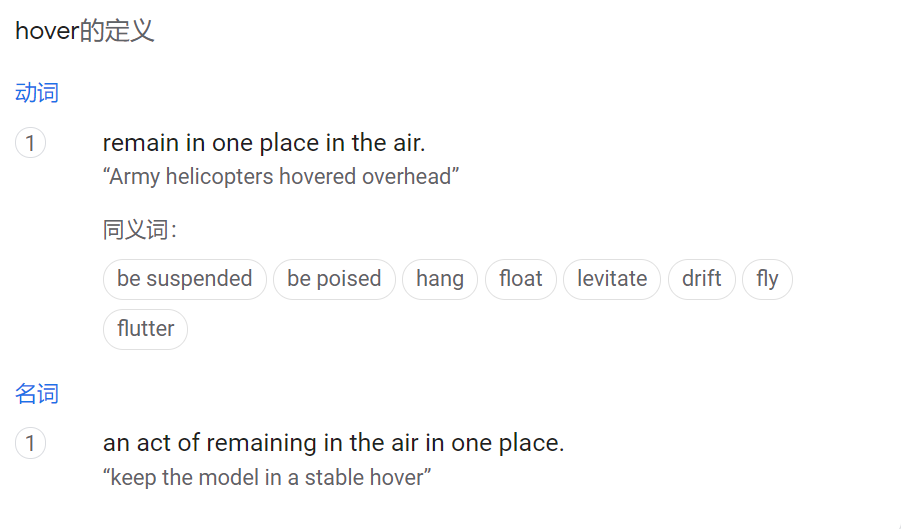 hover的定义
动词
1 remain in one place in the air.
“Army helicopters hovered overhead”
同义词：
be suspended be poised hang float levitate drift fly
flutter
名词
1 an act of remaining in the air in one place.
“keep the model in a stable hover”